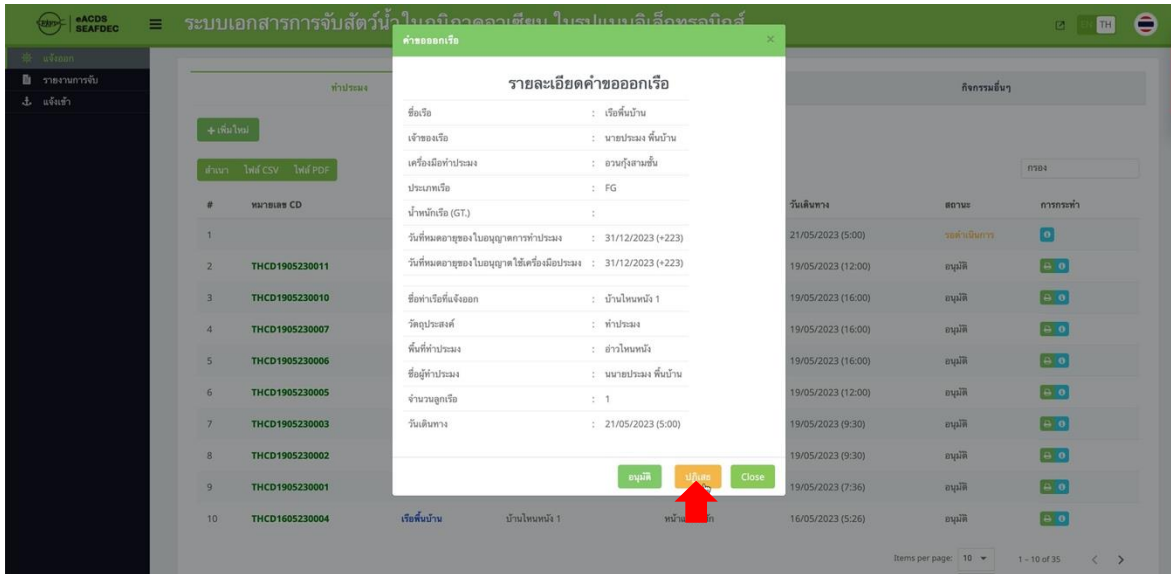 eACDS
SEAFDEC
ระบบเอกสารการจับสัตว์น้ำในภูมิภาคอาเซียน ในรูปแบบอิเล็กทรอนิกส์
TH
แจ้งออก
รายงานการจับ
แจ้งเข้า
ทำประมง
กิจกรรมอื่นๆ
+ เพิ่มใหม่
สำเนา ไฟล์ CSV ไฟล์ PDF
กรอง
# หมายเลข CD วันเดินทาง สถานะ การกระทำ
1 21/05/2023 (5:00) รอดำเนินการ
2 THCD1905230011 19/05/2023 (12:00) อนุมัติ
3 THCD1905230010 19/05/2023 (16:00) อนุมัติ
4 THCD1905230007 19/05/2023 (16:00) อนุมัติ
5 THCD1905230006 19/05/2023 (16:00) อนุมัติ
6 THCD1905230005 19/05/2023 (12:00) อนุมัติ
7 THCD1905230003 19/05/2023 (9:30) อนุมัติ
8 THCD1905230002 19/05/2023 (9:30) อนุมัติ
9 THCD1905230001 19/05/2023 (7:36) อนุมัติ
10 THCD1605230004 เรือพื้นบ้าน บ้านไหนหนัง 1 16/05/2023 (5:26) อนุมัติ
Items per page: 10 1 – 10 of 35
คำขอออกเรือ ×
รายละเอียดคำขอออกเรือ
ชื่อเรือ : เรือพื้นบ้าน
เจ้าของเรือ : นายประมง พื้นบ้าน
เครื่องมือทำประมง : อวนกุ้งสามชั้น
ประเภทเรือ : FG
น้ำหนักเรือ (GT.) :
วันที่หมดอายุของใบอนุญาตการทำประมง : 31/12/2023 (+223)
วันที่หมดอายุของใบอนุญาตใช้เครื่องมือประมง : 31/12/2023 (+223)
ชื่อท่าเรือที่แจ้งออก : บ้านไหนหนัง 1
วัตถุประสงค์ : ทำประมง
พื้นที่ทำประมง : อ่าวไหนหนัง
ชื่อผู้ทำประมง : นนายประมง พื้นบ้าน
จำนวนลูกเรือ : 1
วันเดินทาง : 21/05/2023 (5:00)
อนุมัติ ปฏิเสธ Close